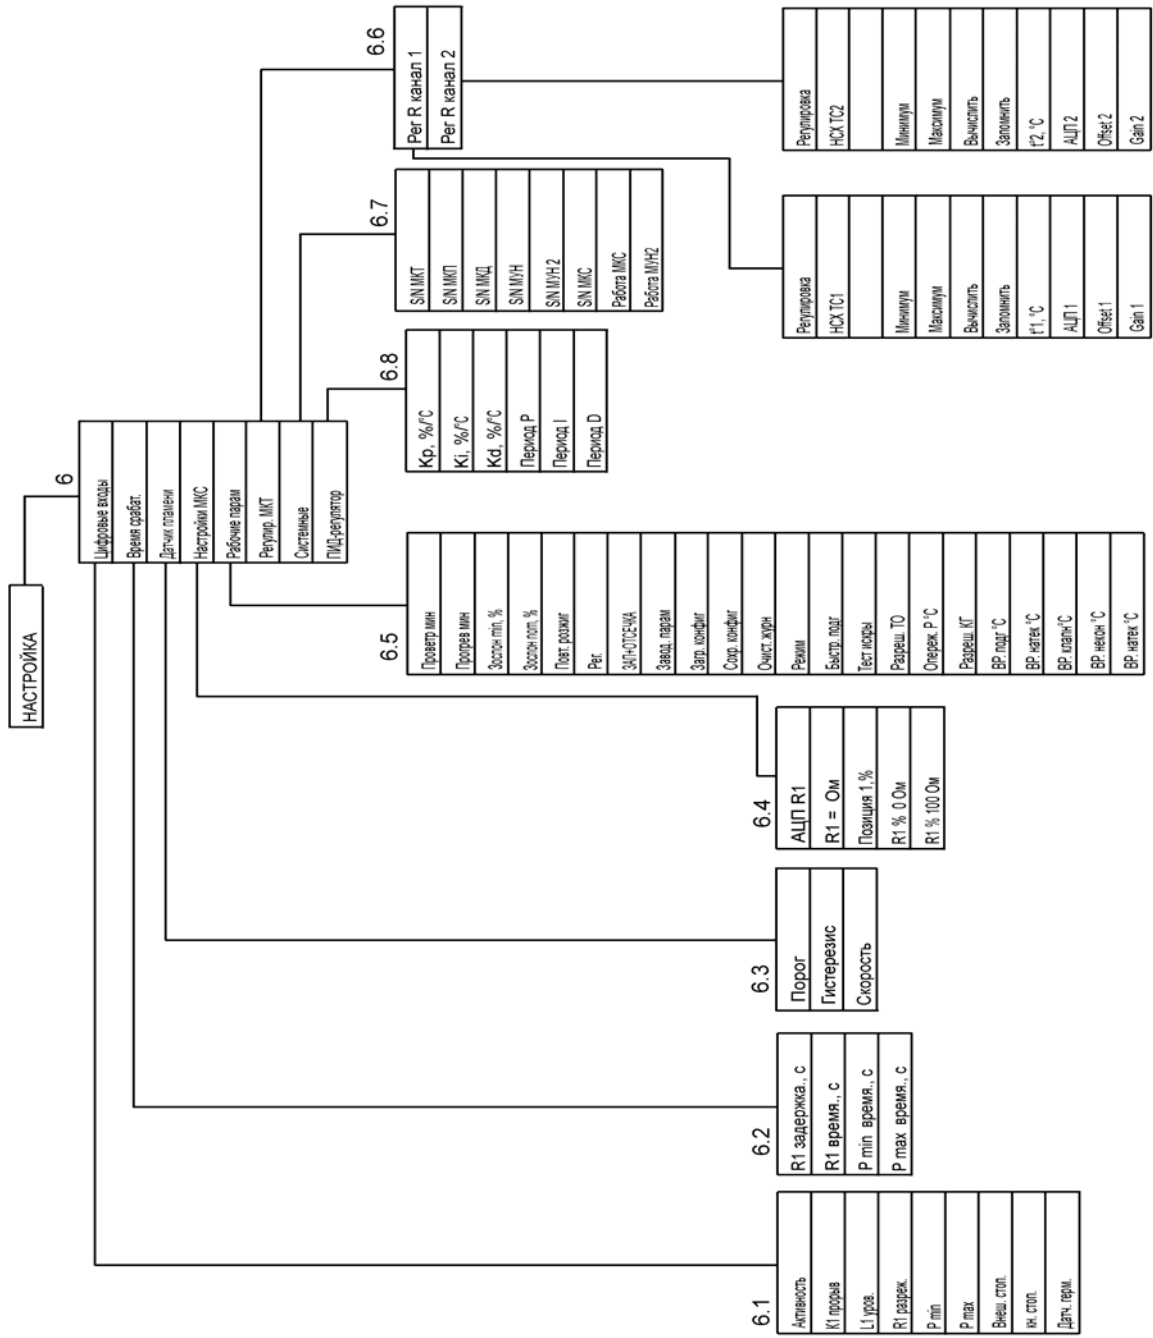 НАСТРОЙКА
6
Цифровые входы
Время срабат.
Датчик пламени
Настройки МКС
Рабочие парам
Регулир. МКТ
Системные
ПИД-регулятор
6.1
Активность
К1 прорыв
L1 уров.
R1 разреж.
P min
P max
Внеш. стоп.
кн. стоп.
Датч. герм.
6.2
R1 задержка., с
R1 время., с
P min время., с
P max время., с
6.3
Порог
Гистерезис
Скорость
6.4
АЦП R1
R1 = Ом
Позиция 1,%
R1 % 0 Ом
R1 % 100 Ом
6.5
Проветр мин
Прогрев мин
Зослон min, %
Зослон nom, %
Повт. розжиг
Рег.
ЗАП+ОТСЕЧКА
Завод. парам
Загр. конфиг
Сохр. конфиг
Очист. журн
Режим
Быстр. подг
Тест искры
Разреш. ТО
Опереж. Р °С
Разреш. КГ
ВР. подг °С
ВР. натек °С
ВР. клапн°С
ВР. некон °С
ВР. натек °С
6.8
Kp, %/°C
Ki, %/°C
Kd, %/°C
Период P
Период I
Период D
6.7
S/N МКТ
S/N МКП
S/N МКД
S/N МУН
S/N МУН 2
S/N МКС
Работа МКС
Работа МУН2
6.6
Рег R канал 1
Рег R канал 2
Регулировка
НСХ ТС1
Минимум
Максимум
Вычислить
Запомнить
t°1, °С
АЦП 1
Offset 1
Gain 1
Регулировка
НСХ ТС2
Минимум
Максимум
Вычислить
Запомнить
t°2, °С
АЦП 2
Offset 2
Gain 2